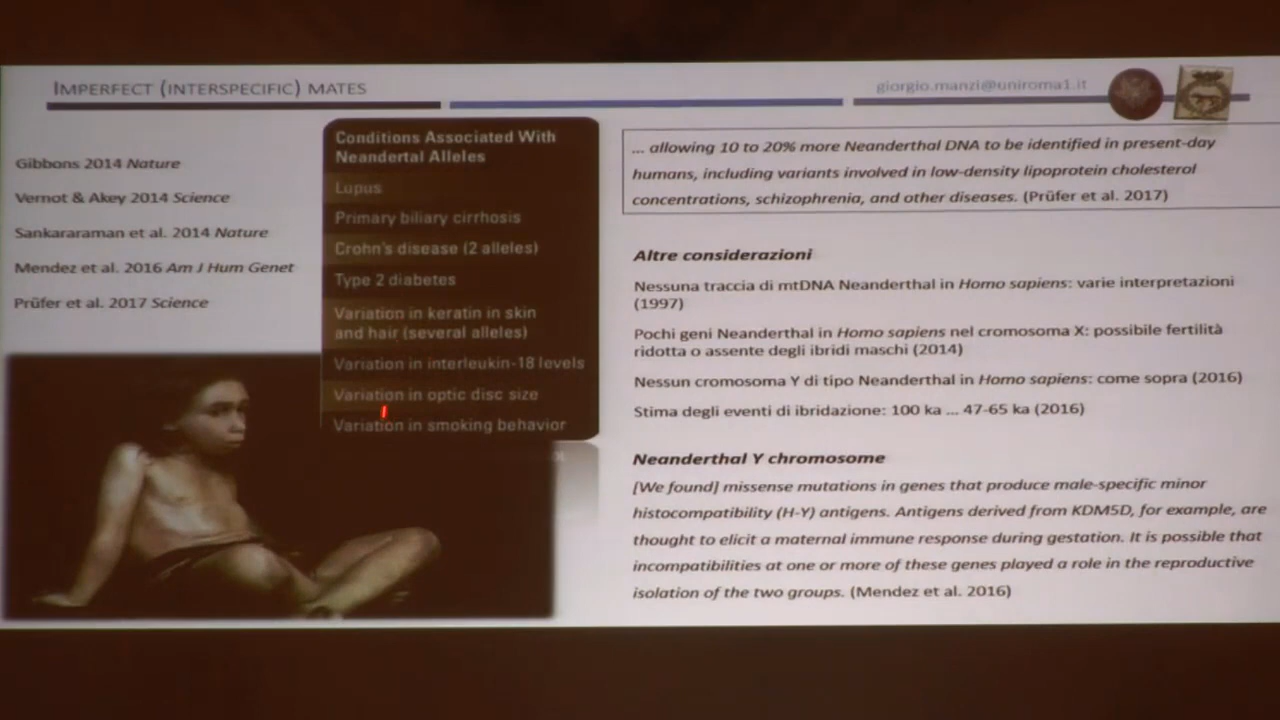 IMPERFECT (INTERSPECIFIC) MATES
giorgio.manzi@uniroma1.it
Gibbons 2014 Nature
Vernot & Akey 2014 Science
Sankararaman et al. 2014 Nature
Mendez et al. 2016 Am J Hum Genet
Prüfer et al. 2017 Science
Conditions Associated With
Neandertal Alleles
Lupus
Primary biliary cirrhosis
Crohn's disease (2 alleles)
Type 2 diabetes
Variation in keratin in skin
and hair (several alleles)
Variation in interleukin-18 levels
Variation in optic disc size
Variation in smoking behavior
... allowing 10 to 20% more Neanderthal DNA to be identified in present-day
humans, including variants involved in low-density lipoprotein cholesterol
concentrations, schizophrenia, and other diseases. (Prüfer et al. 2017)
Altre considerazioni
Nessuna traccia di mtDNA Neanderthal in Homo sapiens: varie interpretazioni
(1997)
Pochi geni Neanderthal in Homo sapiens nel cromosoma X: possibile fertilità
ridotta o assente degli ibridi maschi (2014)
Nessun cromosoma Y di tipo Neanderthal in Homo sapiens: come sopra (2016)
Stima degli eventi di ibridazione: 100 ka ... 47-65 ka (2016)
Neanderthal Y chromosome
[We found] missense mutations in genes that produce male-specific minor
histocompatibility (H-Y) antigens. Antigens derived from KDM5D, for example, are
thought to elicit a maternal immune response during gestation. It is possible that
incompatibilities at one or more of these genes played a role in the reproductive
isolation of the two groups. (Mendez et al. 2016)